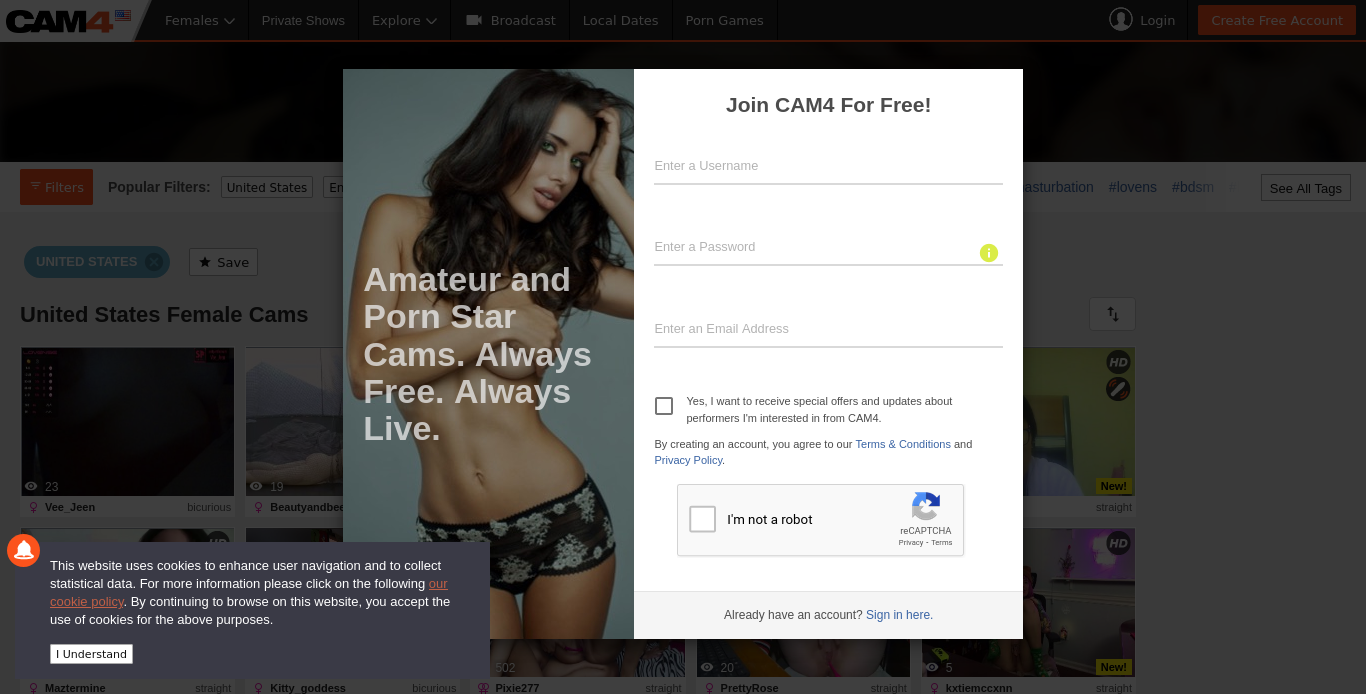 CAM4
Females
Private Shows
Explore
Broadcast
Local Dates
Porn Games
Login
Create Free Account
Filters
Popular Filters:
United States
En
#lovens
#bdsm
See All Tags
UNITED STATES
Save
United States Female Cams
Join CAM4 For Free!
Enter a Username
Enter a Password
Enter an Email Address
Amateur and
Porn Star
Cams. Always
Free. Always
Live.
Yes, I want to receive special offers and updates about
performers I'm interested in from CAM4.
By creating an account, you agree to our Terms & Conditions and
Privacy Policy.
I'm not a robot
reCAPTCHA
Privacy - Terms
Already have an account? Sign in here.
HD
23
19
New!
Vee_Jeen
bicurious
Beautyandbee
straight
HD
This website uses cookies to enhance user navigation and to collect
statistical data. For more information please click on the following our
cookie policy. By continuing to browse on this website, you accept the
use of cookies for the above purposes.
I Understand
502
20
5
New!
Maztermine
straight
Kitty_goddess
bicurious
Pixie277
straight
PrettyRose
straight
kxtiemccxnn
straight